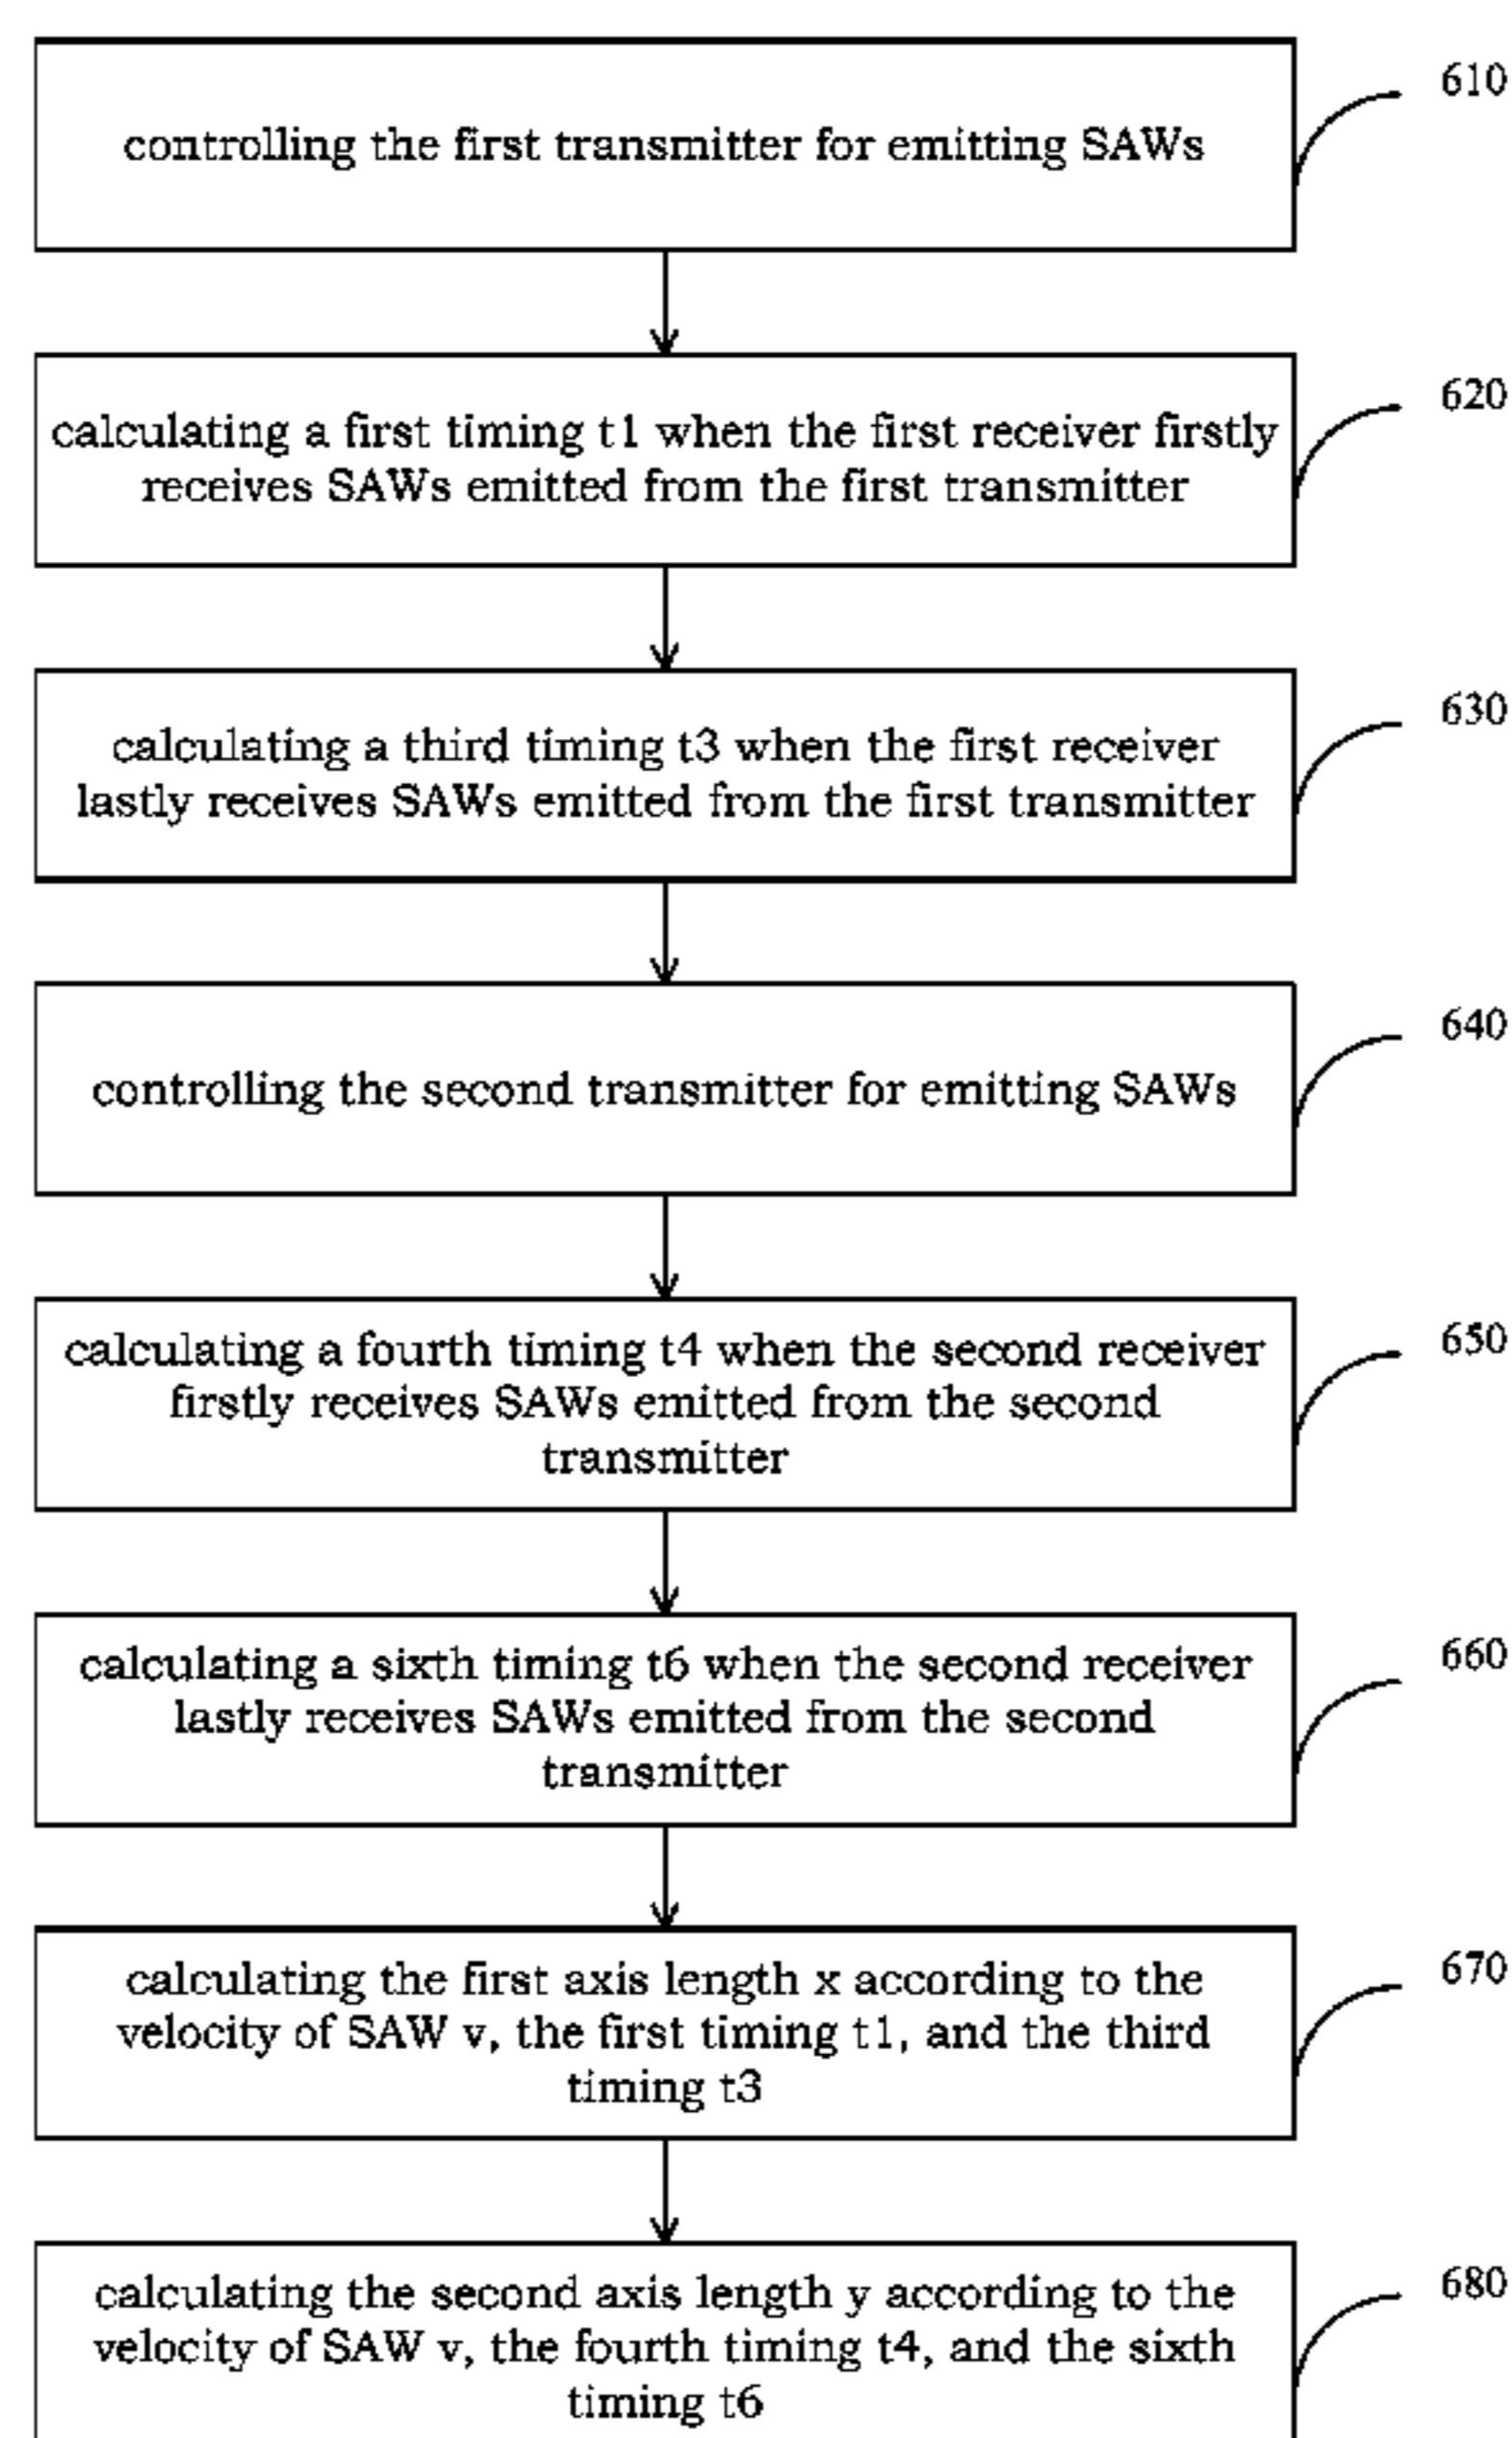 610
controlling the first transmitter for emitting SAWs
620
calculating a first timing t1 when the first receiver firstly
receives SAWs emitted from the first transmitter
630
calculating a third timing t3 when the first receiver
lastly receives SAWs emitted from the first transmitter
640
controlling the second transmitter for emitting SAWs
650
calculating a fourth timing t4 when the second receiver
firstly receives SAWs emitted from the second
transmitter
660
calculating a sixth timing t6 when the second receiver
lastly receives SAWs emitted from the second
transmitter
670
calculating the first axis length x according to the
velocity of SAW v, the first timing t1, and the third
timing t3
680
calculating the second axis length y according to the
velocity of SAW v, the fourth timing t4, and the sixth
timing t6